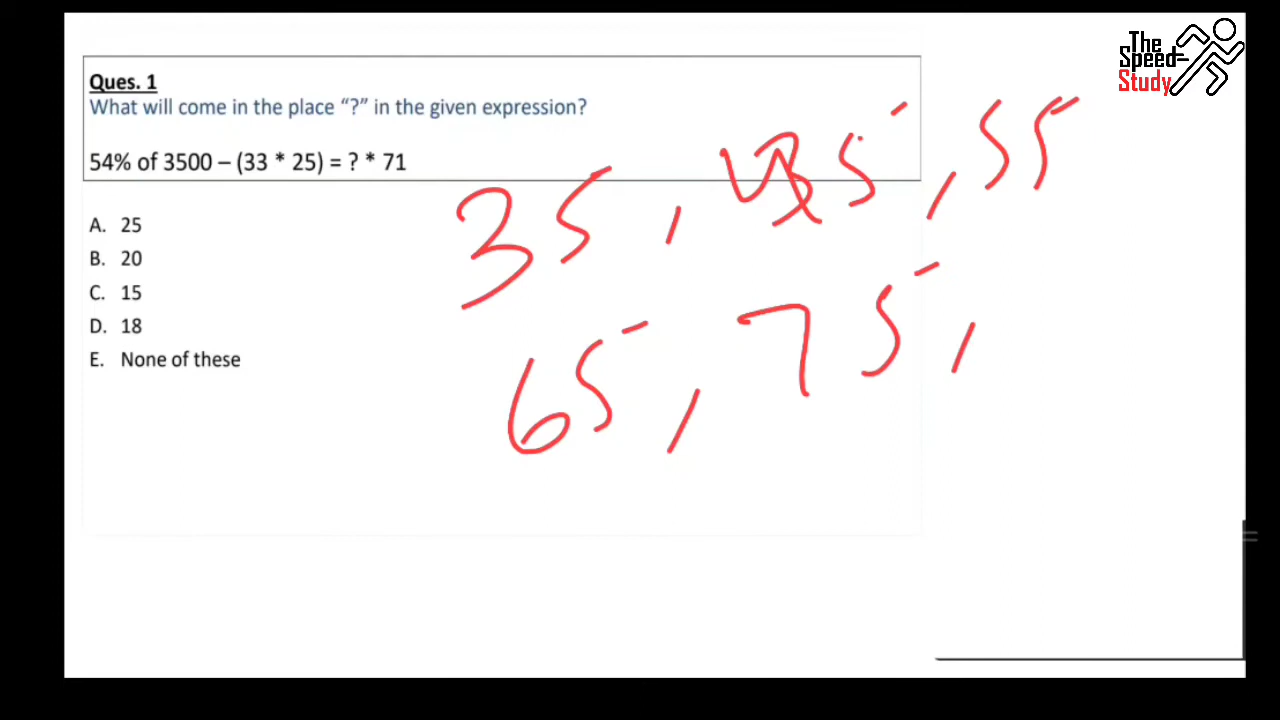 The
Speed
Study
Ques. 1
What will come in the place “?” in the given expression?
54% of 3500 – (33 * 25) = ? * 71
35, 45, 55
A. 25
B. 20
C. 15
D. 18
E. None of these
65, 75,